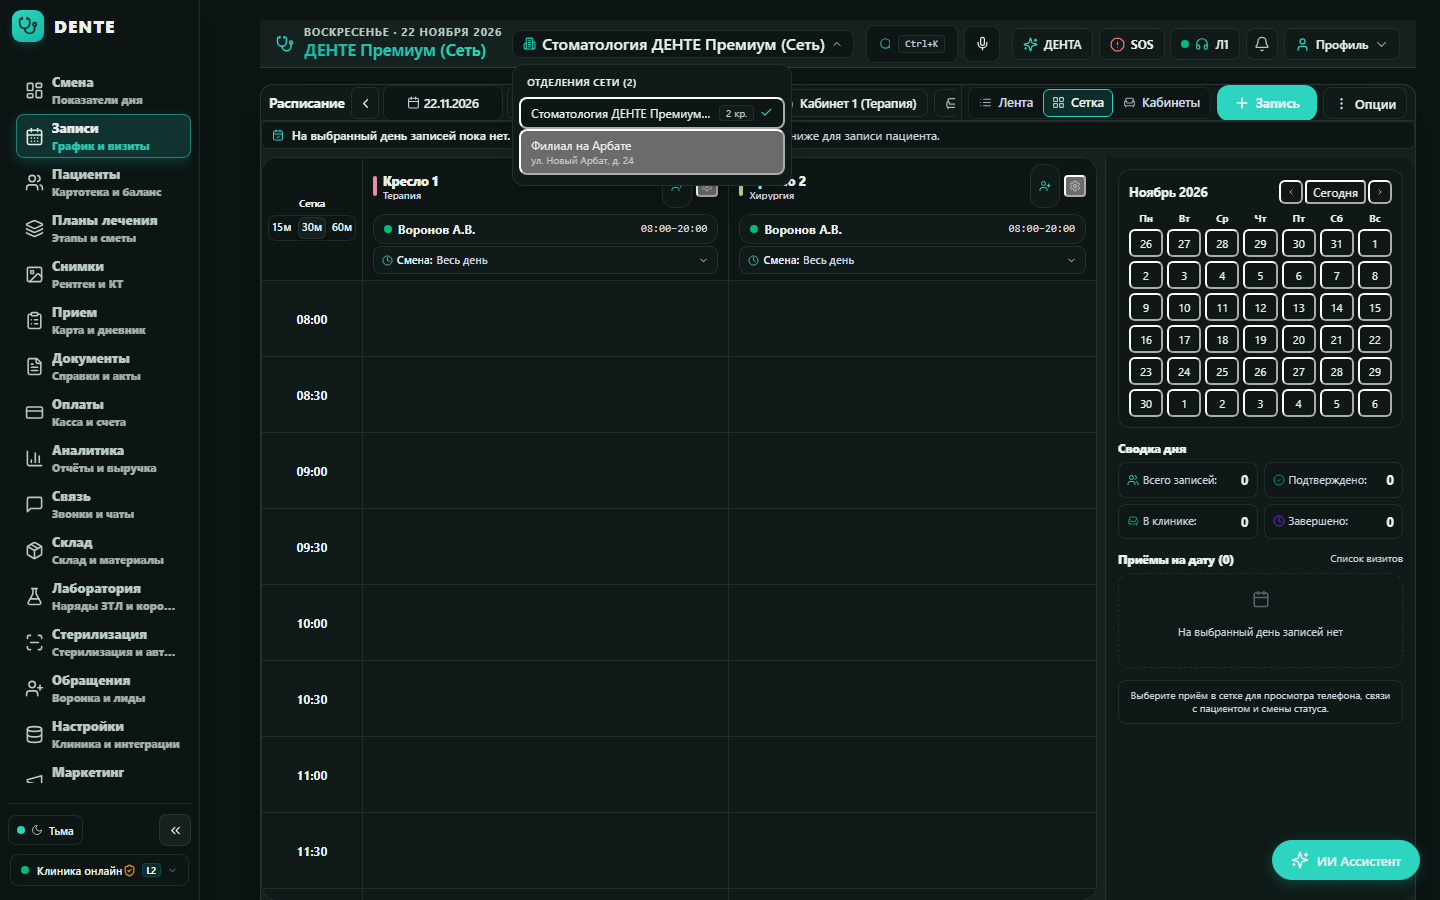 DENTE
Смена
Показатели дня
Записи
График и визиты
Пациенты
Картотека и баланс
Планы лечения
Этапы и сметы
Снимки
Рентген и КТ
Прием
Карта и дневник
Документы
Справки и акты
Оплаты
Касса и счета
Аналитика
Отчёты и выручка
Связь
Звонки и чаты
Склад
Склад и материалы
Лаборатория
Наряды ЗТЛ и коро...
Стерилизация
Стерилизация и авт...
Обращения
Воронка и лиды
Настройки
Клиника и интеграции
Маркетинг
Тьма
Клиника онлайн L2
ВОСКРЕСЕНЬЕ · 22 НОЯБРЯ 2026
ДЕНТЕ Премиум (Сеть)
Стоматология ДЕНТЕ Премиум (Сеть)
Ctrl+K
ДЕНТА
SOS
Л1
Профиль
ОТДЕЛЕНИЯ СЕТИ (2)
Стоматология ДЕНТЕ Премиум... 2 кр.
Филиал на Арбате
ул. Новый Арбат, д. 24
Расписание
22.11.2026
Кабинет 1 (Терапия)
Лента
Сетка
Кабинеты
Запись
Опции
На выбранный день записей пока нет.
ниже для записи пациента.
Сетка
15м 30м 60м
Кресло 1
Терапия
Воронов А.В. 08:00–20:00
Смена: Весь день
2
Хирургия
Воронов А.В. 08:00–20:00
Смена: Весь день
08:00
08:30
09:00
09:30
10:00
10:30
11:00
11:30
Ноябрь 2026
‹ Сегодня ›
Пн Вт Ср Чт Пт Сб Вс
26 27 28 29 30 31 1
2 3 4 5 6 7 8
9 10 11 12 13 14 15
16 17 18 19 20 21 22
23 24 25 26 27 28 29
30 1 2 3 4 5 6
Сводка дня
Всего записей: 0
Подтверждено: 0
В клинике: 0
Завершено: 0
Приёмы на дату (0)
Список визитов
На выбранный день записей нет
Выберите приём в сетке для просмотра телефона, связи
с пациентом и смены статуса.
ИИ Ассистент